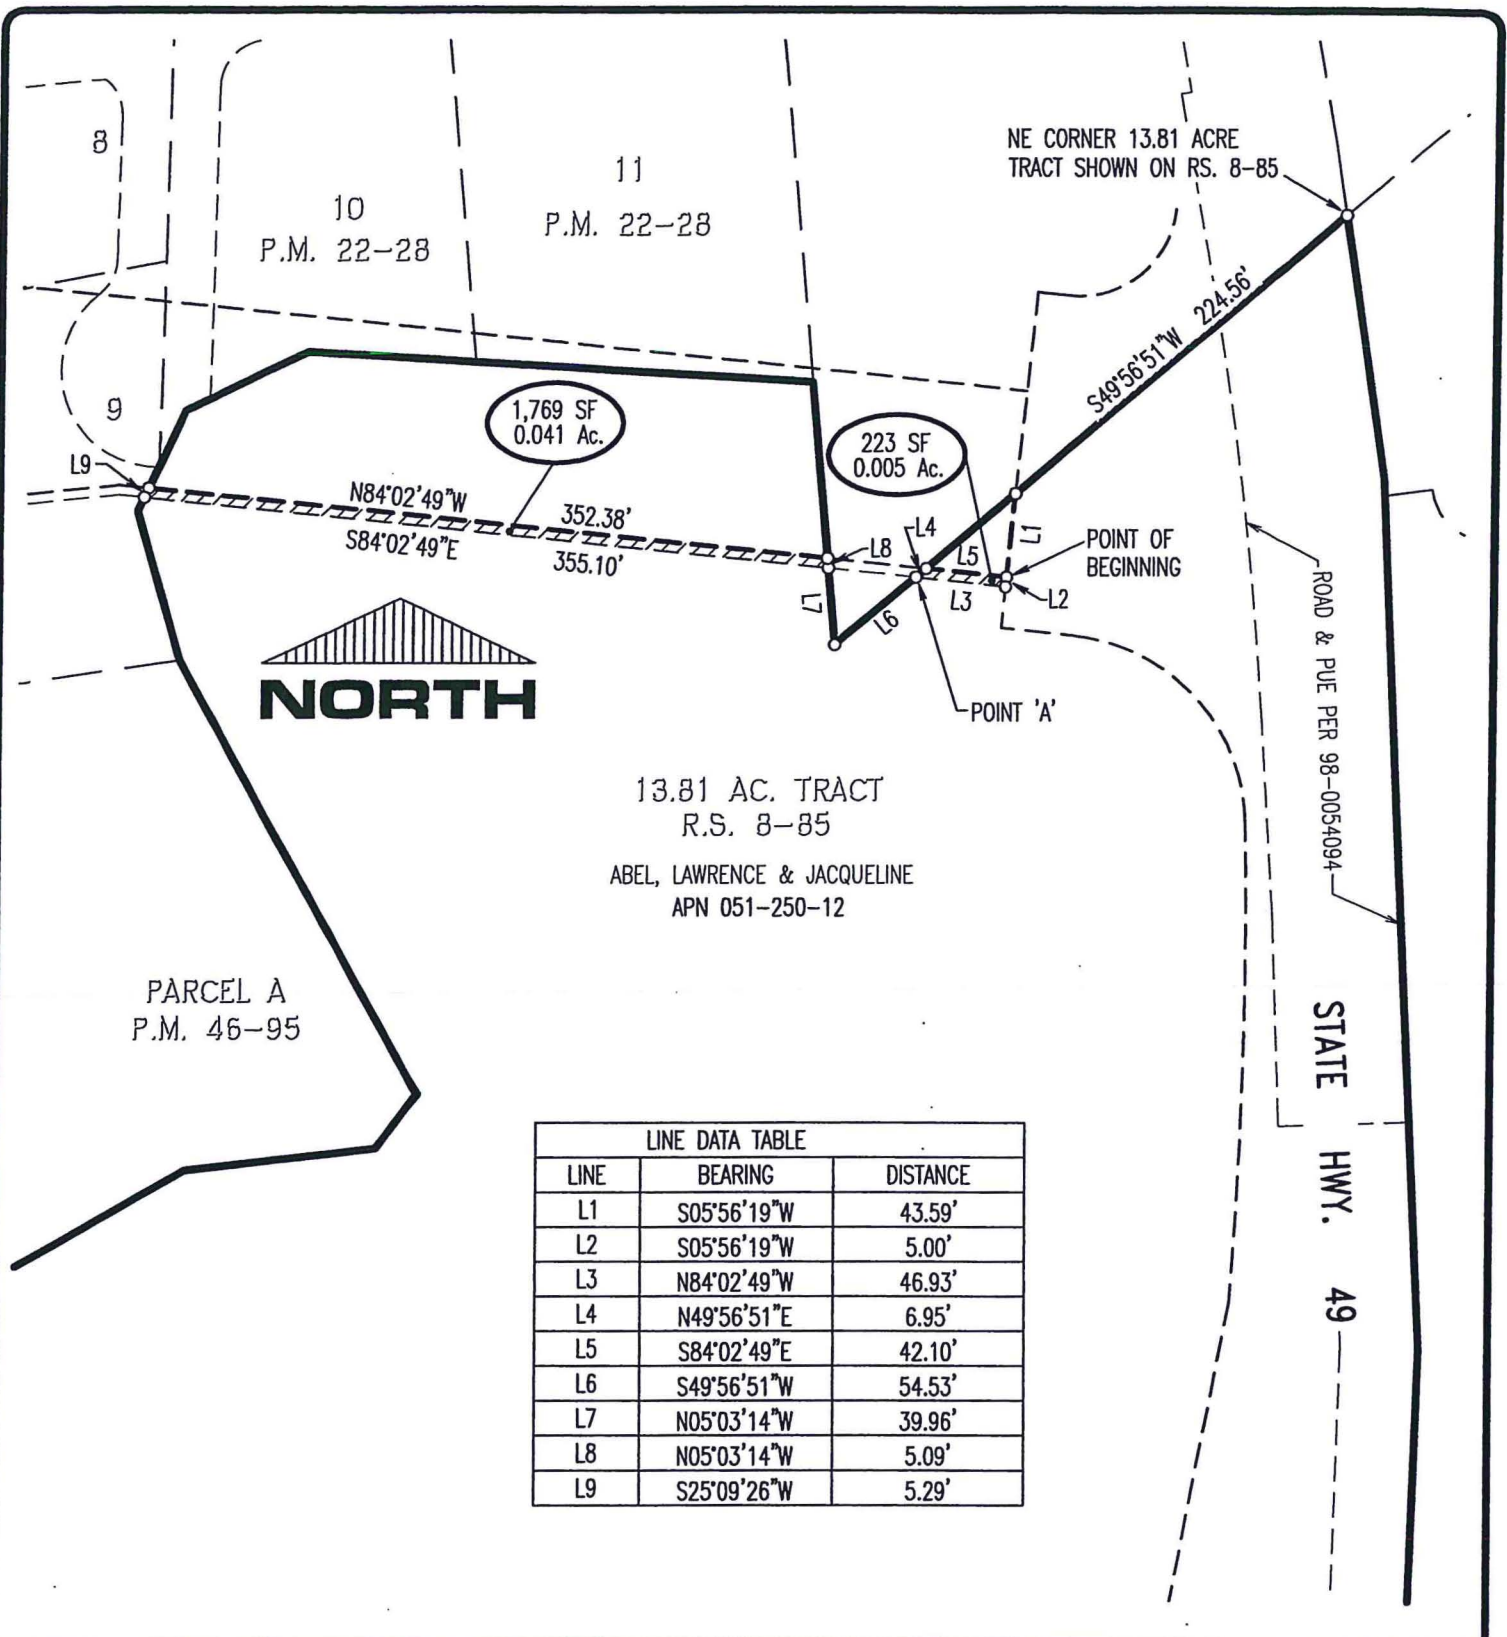 NE CORNER 13.81 ACRE
TRACT SHOWN ON RS. 8-85
8
10
P.M. 22-28
11
P.M. 22-28
S49°56'51"W 224.56'
9
L9
1,769 SF
0.041 Ac.
223 SF
0.005 Ac.
N84°02'49"W 352.38'
S84°02'49"E 355.10'
L8
L4
L5
L1
L3
L2
POINT OF
BEGINNING
L7
L6
POINT 'A'
NORTH
ROAD & PUE PER 98-0054094
13.81 AC. TRACT
R.S. 8-85
ABEL, LAWRENCE & JACQUELINE
APN 051-250-12
PARCEL A
P.M. 46-95
STATE HWY. 49
LINE DATA TABLE
LINE BEARING DISTANCE
L1 S05°56'19"W 43.59'
L2 S05°56'19"W 5.00'
L3 N84°02'49"W 46.93'
L4 N49°56'51"E 6.95'
L5 S84°02'49"E 42.10'
L6 S49°56'51"W 54.53'
L7 N05°03'14"W 39.96'
L8 N05°03'14"W 5.09'
L9 S25°09'26"W 5.29'